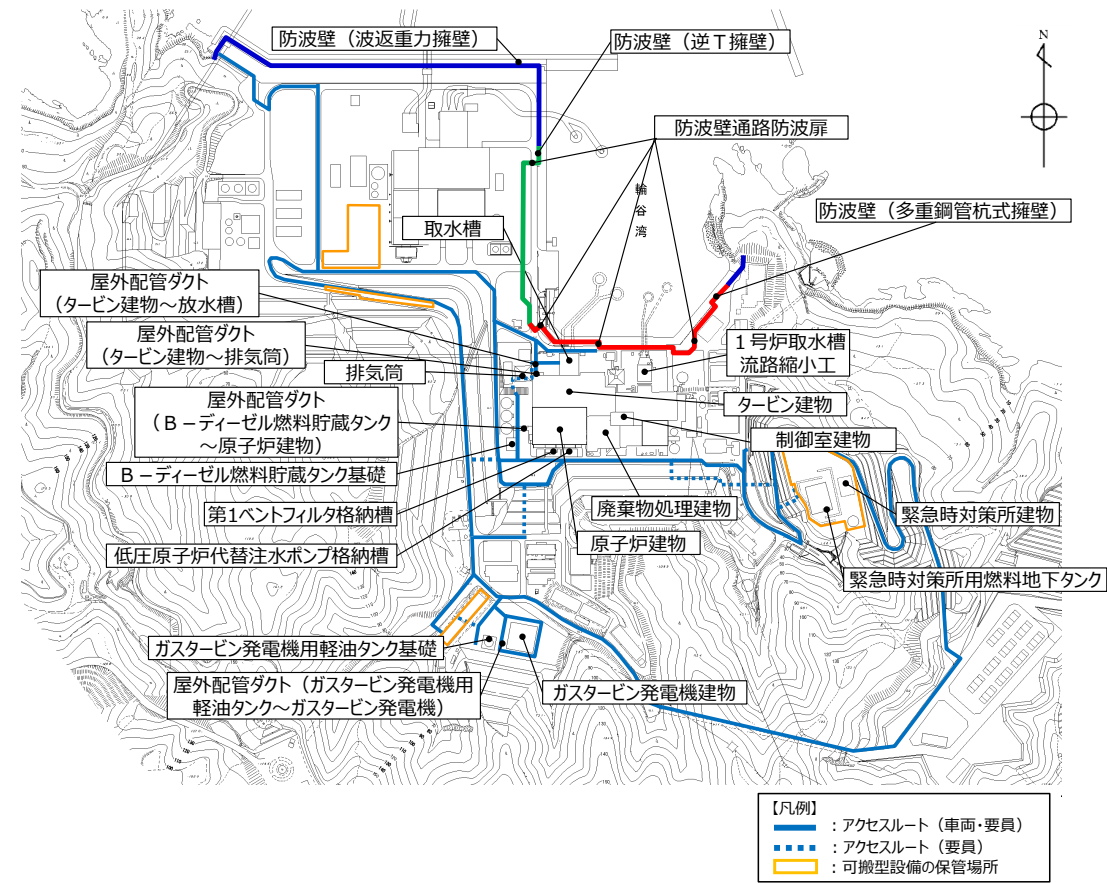 防波壁(波返重力擁壁)
防波壁(逆T擁壁)
N
防波壁通路防波扉
輪谷湾
取水槽
防波壁(多重鋼管杭式擁壁)
屋外配管ダクト
(タービン建物~放水槽)
屋外配管ダクト
(タービン建物~排気筒)
1号炉取水槽
流路縮小工
排気筒
屋外配管ダクト
(B-ディーゼル燃料貯蔵タンク
~原子炉建物)
タービン建物
制御室建物
B-ディーゼル燃料貯蔵タンク基礎
第1ベントフィルタ格納槽
廃棄物処理建物
緊急時対策所建物
低圧原子炉代替注水ポンプ格納槽
原子炉建物
緊急時対策所用燃料地下タンク
ガスタービン発電機用軽油タンク基礎
屋外配管ダクト(ガスタービン発電機用
軽油タンク~ガスタービン発電機)
ガスタービン発電機建物
【凡例】
:アクセスルート(車両・要員)
:アクセスルート(要員)
:可搬型設備の保管場所